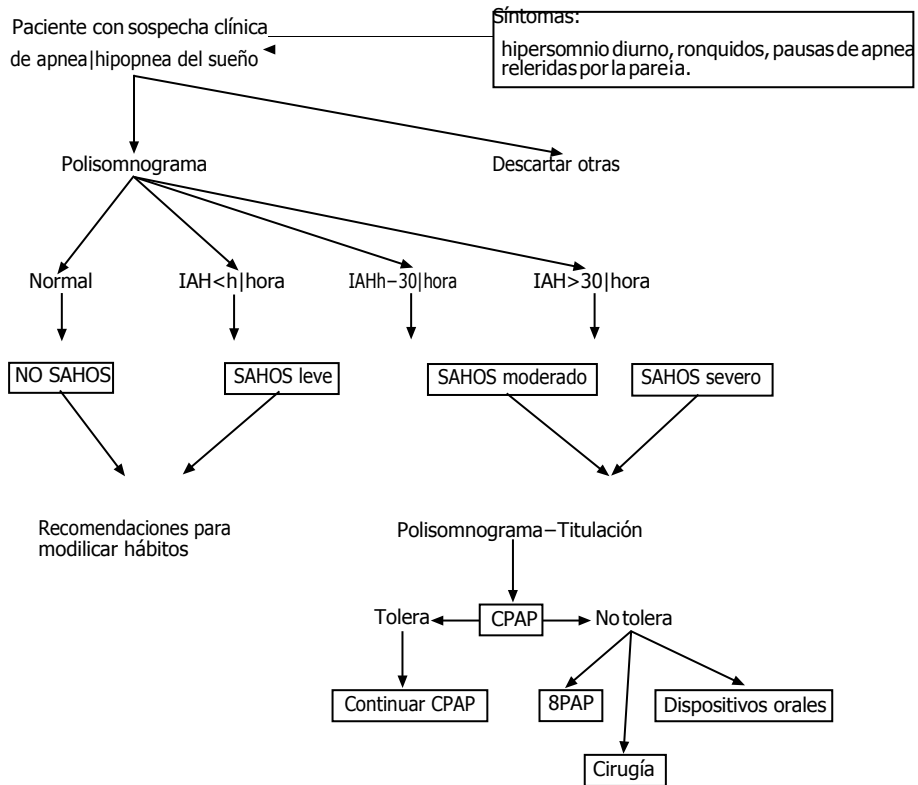 Paciente con sospecha clínica
de apnea|hipopnea del sueño
Síntomas:
hipersomnio diurno, ronquidos, pausas de apnea
releridas por la pareía.
Polisomnograma
Descartar otras
Normal
IAH<h|hora
IAHh–30|hora
IAH>30|hora
NO SAHOS
SAHOS leve
SAHOS moderado
SAHOS severo
Recomendaciones para
modilicar hábitos
Polisomnograma–Titulación
Tolera
CPAP
No tolera
Continuar CPAP
8PAP
Dispositivos orales
Cirugía